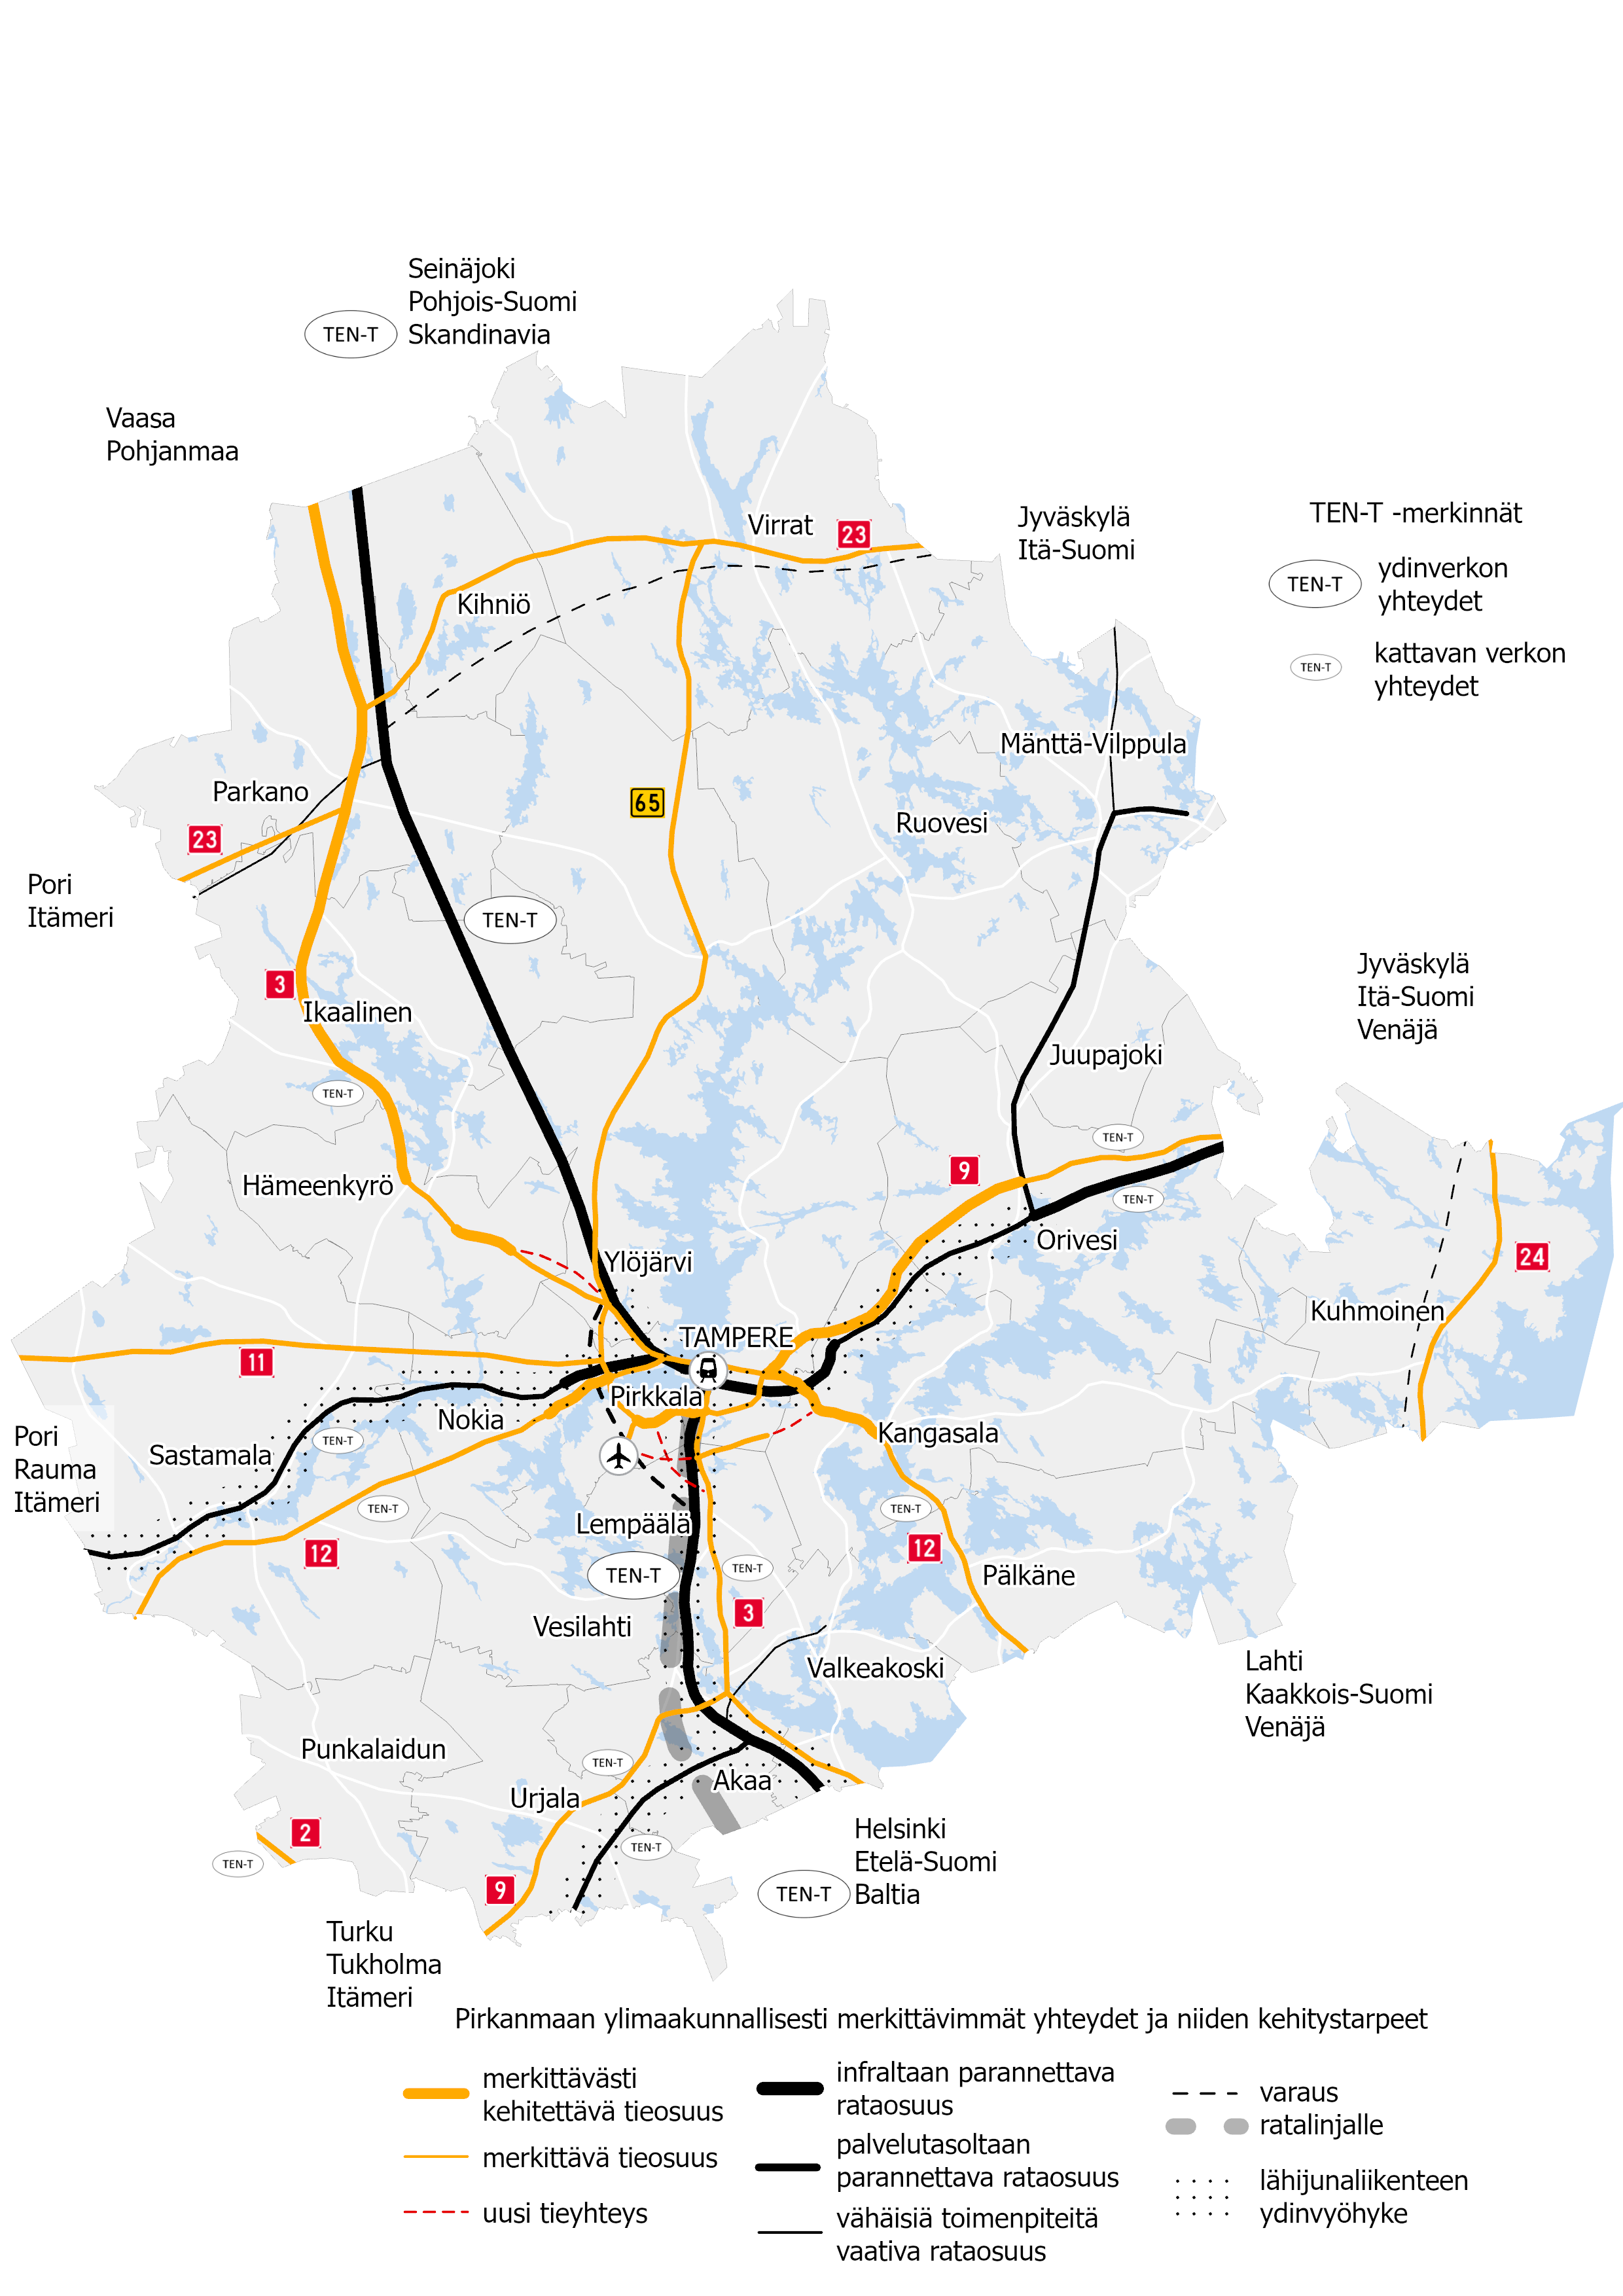 Seinäjoki
Pohjois-Suomi
TEN-T
Skandinavia
Vaasa
Pohjanmaa
Jyväskylä
Itä-Suomi
TEN-T -merkinnät
TEN-T
ydinverkon
yhteydet
TEN-T
kattavan verkon
yhteydet
Virrat
23
Kihniö
Mänttä-Vilppula
Parkano
65
Ruovesi
23
Pori
Itämeri
TEN-T
3
Ikaalinen
Jyväskylä
Itä-Suomi
Venäjä
Juupajoki
TEN-T
TEN-T
9
Hämeenkyrö
TEN-T
Orivesi
Ylöjärvi
24
Kuhmoinen
TAMPERE
11
Pirkkala
Nokia
Kangasala
Pori
Rauma
Itämeri
TEN-T
Sastamala
TEN-T
TEN-T
Lempäälä
12
12
TEN-T
TEN-T
Pälkäne
3
Vesilahti
Valkeakoski
Lahti
Kaakkois-Suomi
Venäjä
Punkalaidun
TEN-T
Akaa
Urjala
2
TEN-T
TEN-T
Helsinki
Etelä-Suomi
Baltia
TEN-T
9
Turku
Tukholma
Itämeri
Pirkanmaan ylimaakunnallisesti merkittävimmät yhteydet ja niiden kehitystarpeet
merkittävästi
kehitettävä tieosuus
merkittävä tieosuus
uusi tieyhteys
infraltaan parannettava
rataosuus
palvelutasoltaan
parannettava rataosuus
vähäisiä toimenpiteitä
vaativa rataosuus
varaus
ratalinjalle
lähijunaliikenteen
ydinvyöhyke